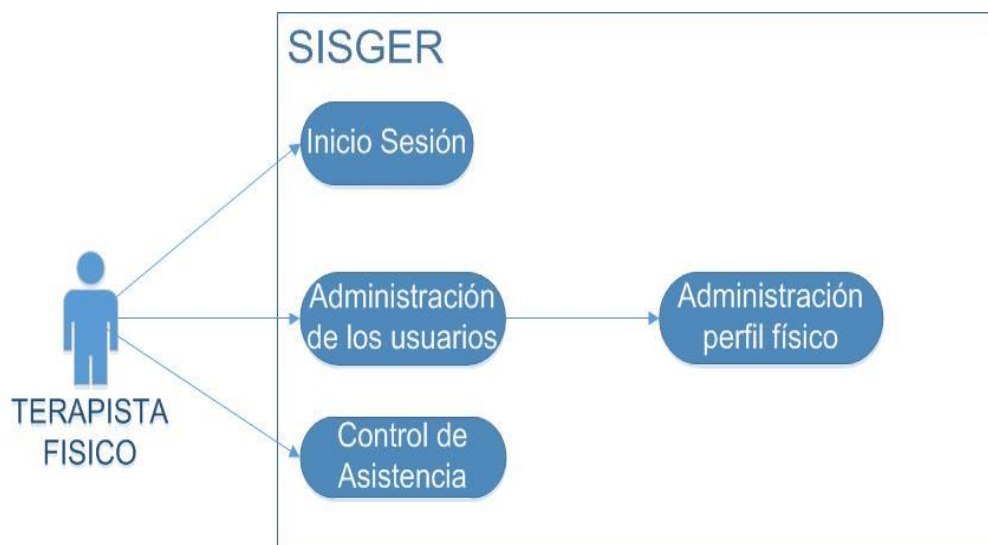 SISGER
Inicio Sesión
Administración
de los usuarios
Administración
perfil físico
Control de
Asistencia
TERAPISTA
FISICO